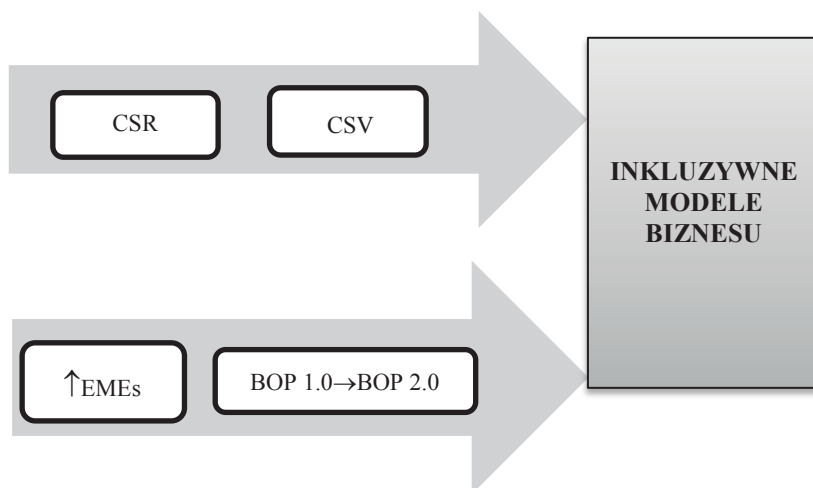 CSR
CSV
INKLUZYWNE
MODELE
BIZNESU
↑EMEs
BOP 1.0→BOP 2.0